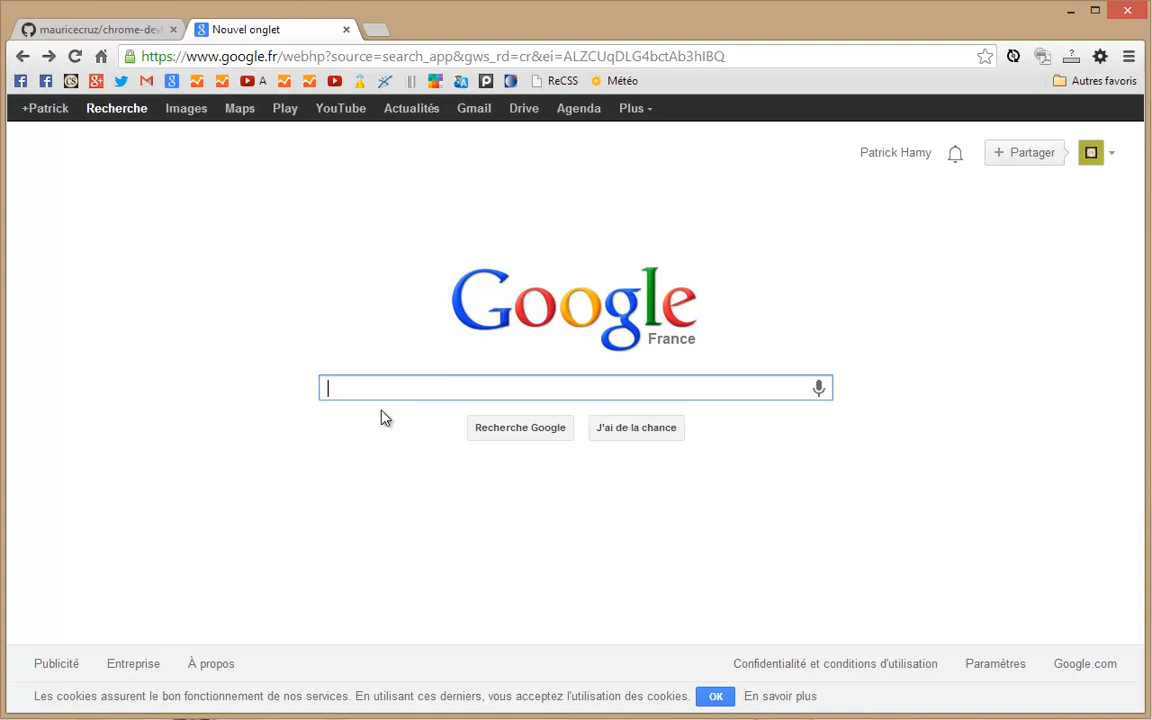 mauricecruz/chrome-dev
Nouvel onglet
https://www.google.fr/webhp?source=search_app&gws_rd=cr&ei=ALZCUqDLG4bctAb3hIBQ
A
ReCSS
Météo
Autres favoris
+Patrick Recherche Images Maps Play YouTube Actualités Gmail Drive Agenda Plus
Patrick Hamy
+ Partager
Google
France
Recherche Google
J'ai de la chance
Publicité Entreprise À propos
Confidentialité et conditions d'utilisation Paramètres Google.com
Les cookies assurent le bon fonctionnement de nos services. En utilisant ces derniers, vous acceptez l'utilisation des cookies. OK En savoir plus